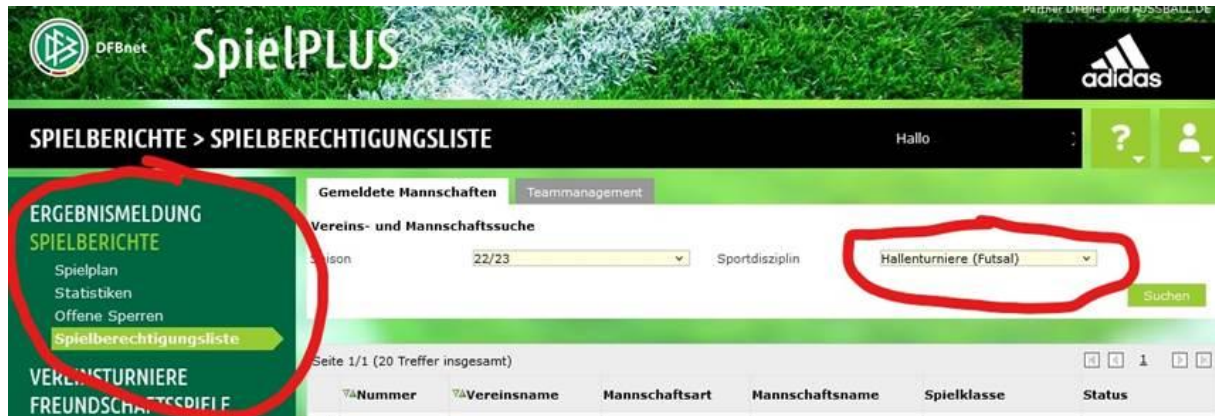 Partner DFBnet und FUSSBALL.DE
DFBnet
SpielPLUS
adidas
SPIELBERICHTE > SPIELBERECHTIGUNGSLISTE
Hallo
?
ERGEBNISMELDUNG
SPIELBERICHTE
Spielplan
Statistiken
Offene Sperren
Spielberechtigungsliste
VEREINSTURNIERE
FREUNDSCHAFTSSPIELE
Gemeldete Mannschaften Teammanagement
Vereins- und Mannschaftssuche
Saison 22/23 Sportdisziplin Hallenturniere (Futsal)
Suchen
Seite 1/1 (20 Treffer insgesamt) 1
Nummer Vereinsname Mannschaftsart Mannschaftsname Spielklasse Status